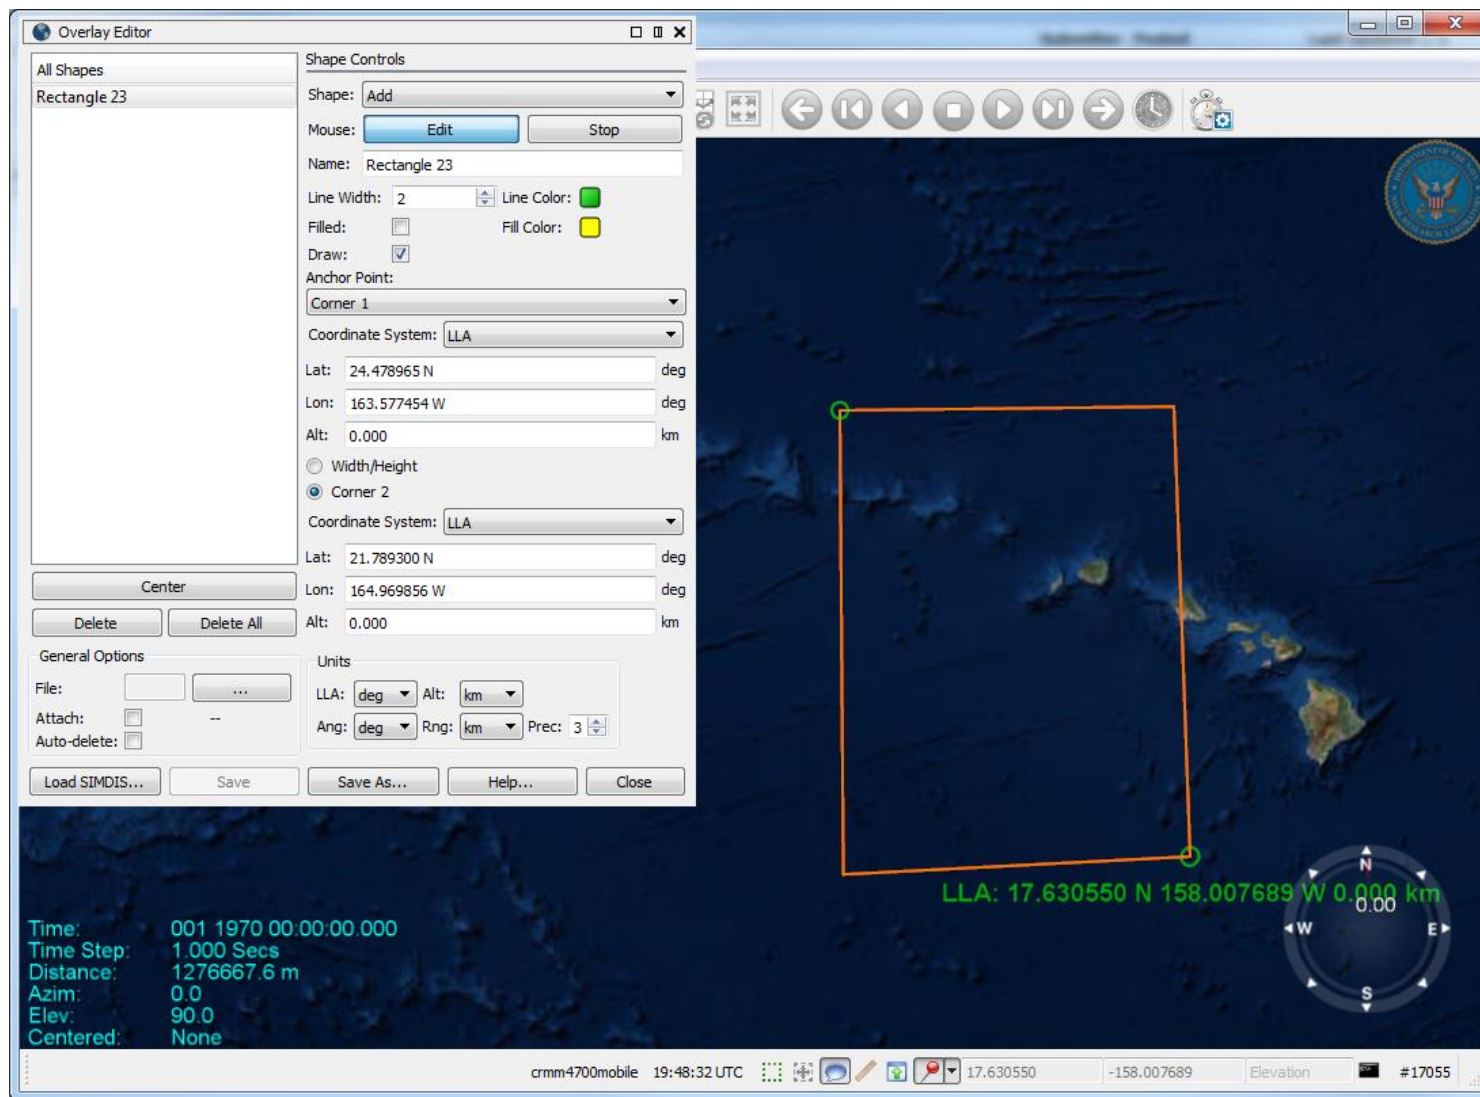 Overlay Editor
All Shapes
Rectangle 23
Center
Delete Delete All
General Options
File: ...
Attach: --
Auto-delete:
Load SIMDIS... Save Save As... Help... Close
Shape Controls
Shape: Add
Mouse: Edit Stop
Name: Rectangle 23
Line Width: 2 Line Color:
Filled: Fill Color:
Draw:
Anchor Point:
Corner 1
Coordinate System: LLA
Lat: 24.478965 N deg
Lon: 163.577454 W deg
Alt: 0.000 km
Width/Height
Corner 2
Coordinate System: LLA
Lat: 21.789300 N deg
Lon: 164.969856 W deg
Alt: 0.000 km
Units
LLA: deg Alt: km
Ang: deg Rng: km Prec: 3
LLA: 17.630550 N 158.007689 W 0.000 km
N
0.00
W E
S
Time: 001 1970 00:00:00.000
Time Step: 1.000 Secs
Distance: 1276667.6 m
Azim: 0.0
Elev: 90.0
Centered: None
crmm4700mobile 19:48:32 UTC 17.630550 -158.007689 Elevation #17055